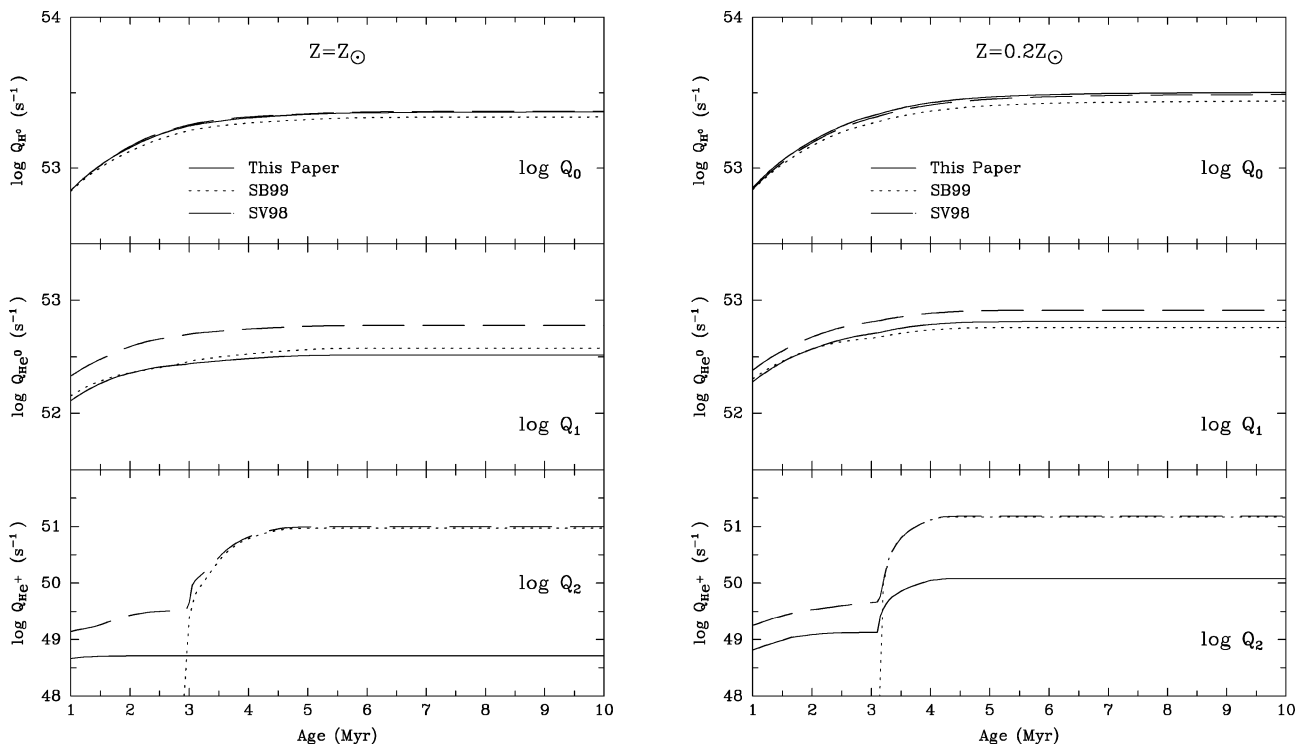 54
Z=Z☉
53
log Q_H⁰ (s⁻¹)
This Paper
SB99
SV98
log Q₀
53
52
log Q_He⁰ (s⁻¹)
log Q₁
51
50
49
48
log Q_He⁺ (s⁻¹)
log Q₂
1 2 3 4 5 6 7 8 9 10
Age (Myr)
54
Z=0.2Z☉
53
log Q_H⁰ (s⁻¹)
This Paper
SB99
SV98
log Q₀
53
52
log Q_He⁰ (s⁻¹)
log Q₁
51
50
49
48
log Q_He⁺ (s⁻¹)
log Q₂
1 2 3 4 5 6 7 8 9 10
Age (Myr)